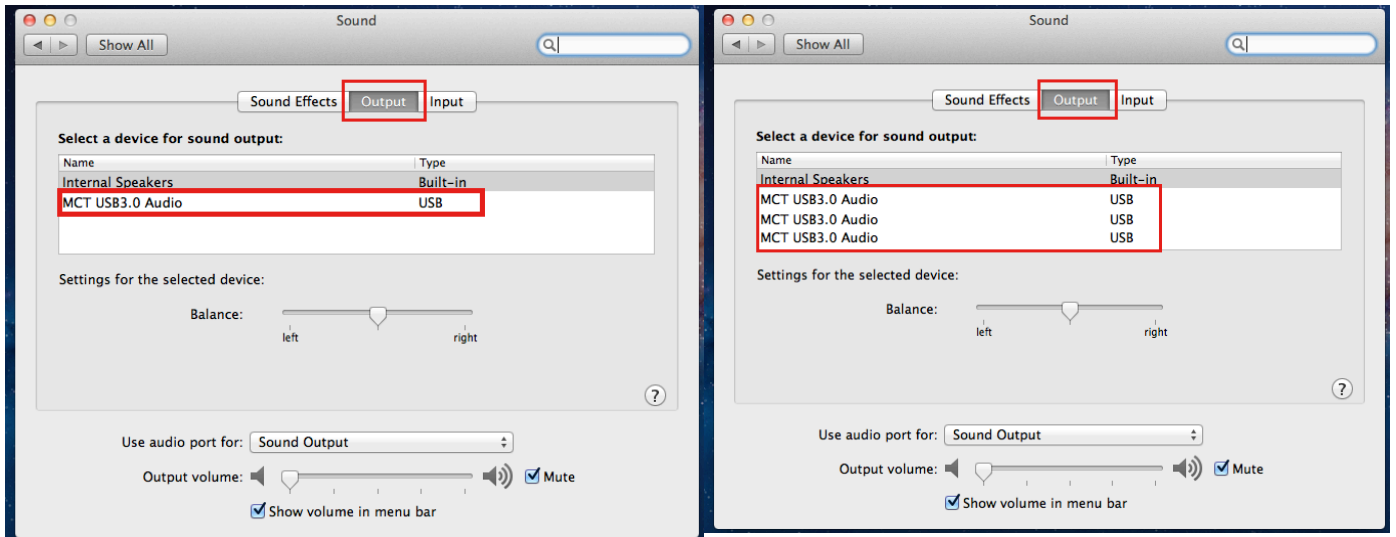 Sound
Show All
Sound Effects Output Input
Select a device for sound output:
Name Type
Internal Speakers Built-in
MCT USB3.0 Audio USB
Settings for the selected device:
Balance:
left right
?
Use audio port for: Sound Output
Output volume: Mute
Show volume in menu bar
Sound
Show All
Sound Effects Output Input
Select a device for sound output:
Name Type
Internal Speakers Built-in
MCT USB3.0 Audio USB
MCT USB3.0 Audio USB
MCT USB3.0 Audio USB
Settings for the selected device:
Balance:
left right
?
Use audio port for: Sound Output
Output volume: Mute
Show volume in menu bar